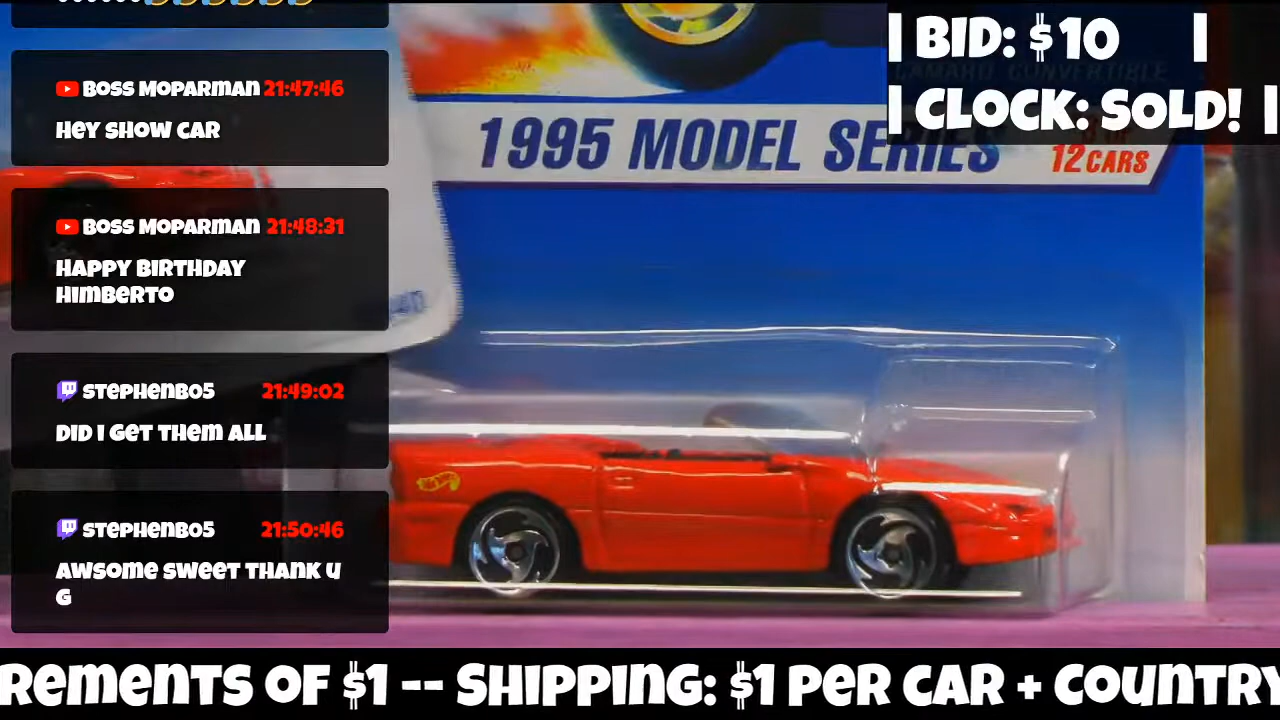 BOSS MOPARMAN 21:47:46
HEY SHOW CAR
BOSS MOPARMAN 21:48:31
HAPPY BIRTHDAY
HIMBERTO
STEPHENB05 21:49:02
DID I GET THEM ALL
STEPHENB05 21:50:46
AWSOME SWEET THANK U
G
| BID: $10 |
| CLOCK: SOLD! |
CAMARO CONVERTIBLE
1995 MODEL SERIES
12 CARS
REMENTS OF $1 -- SHIPPING: $1 PER CAR + COUNTRY